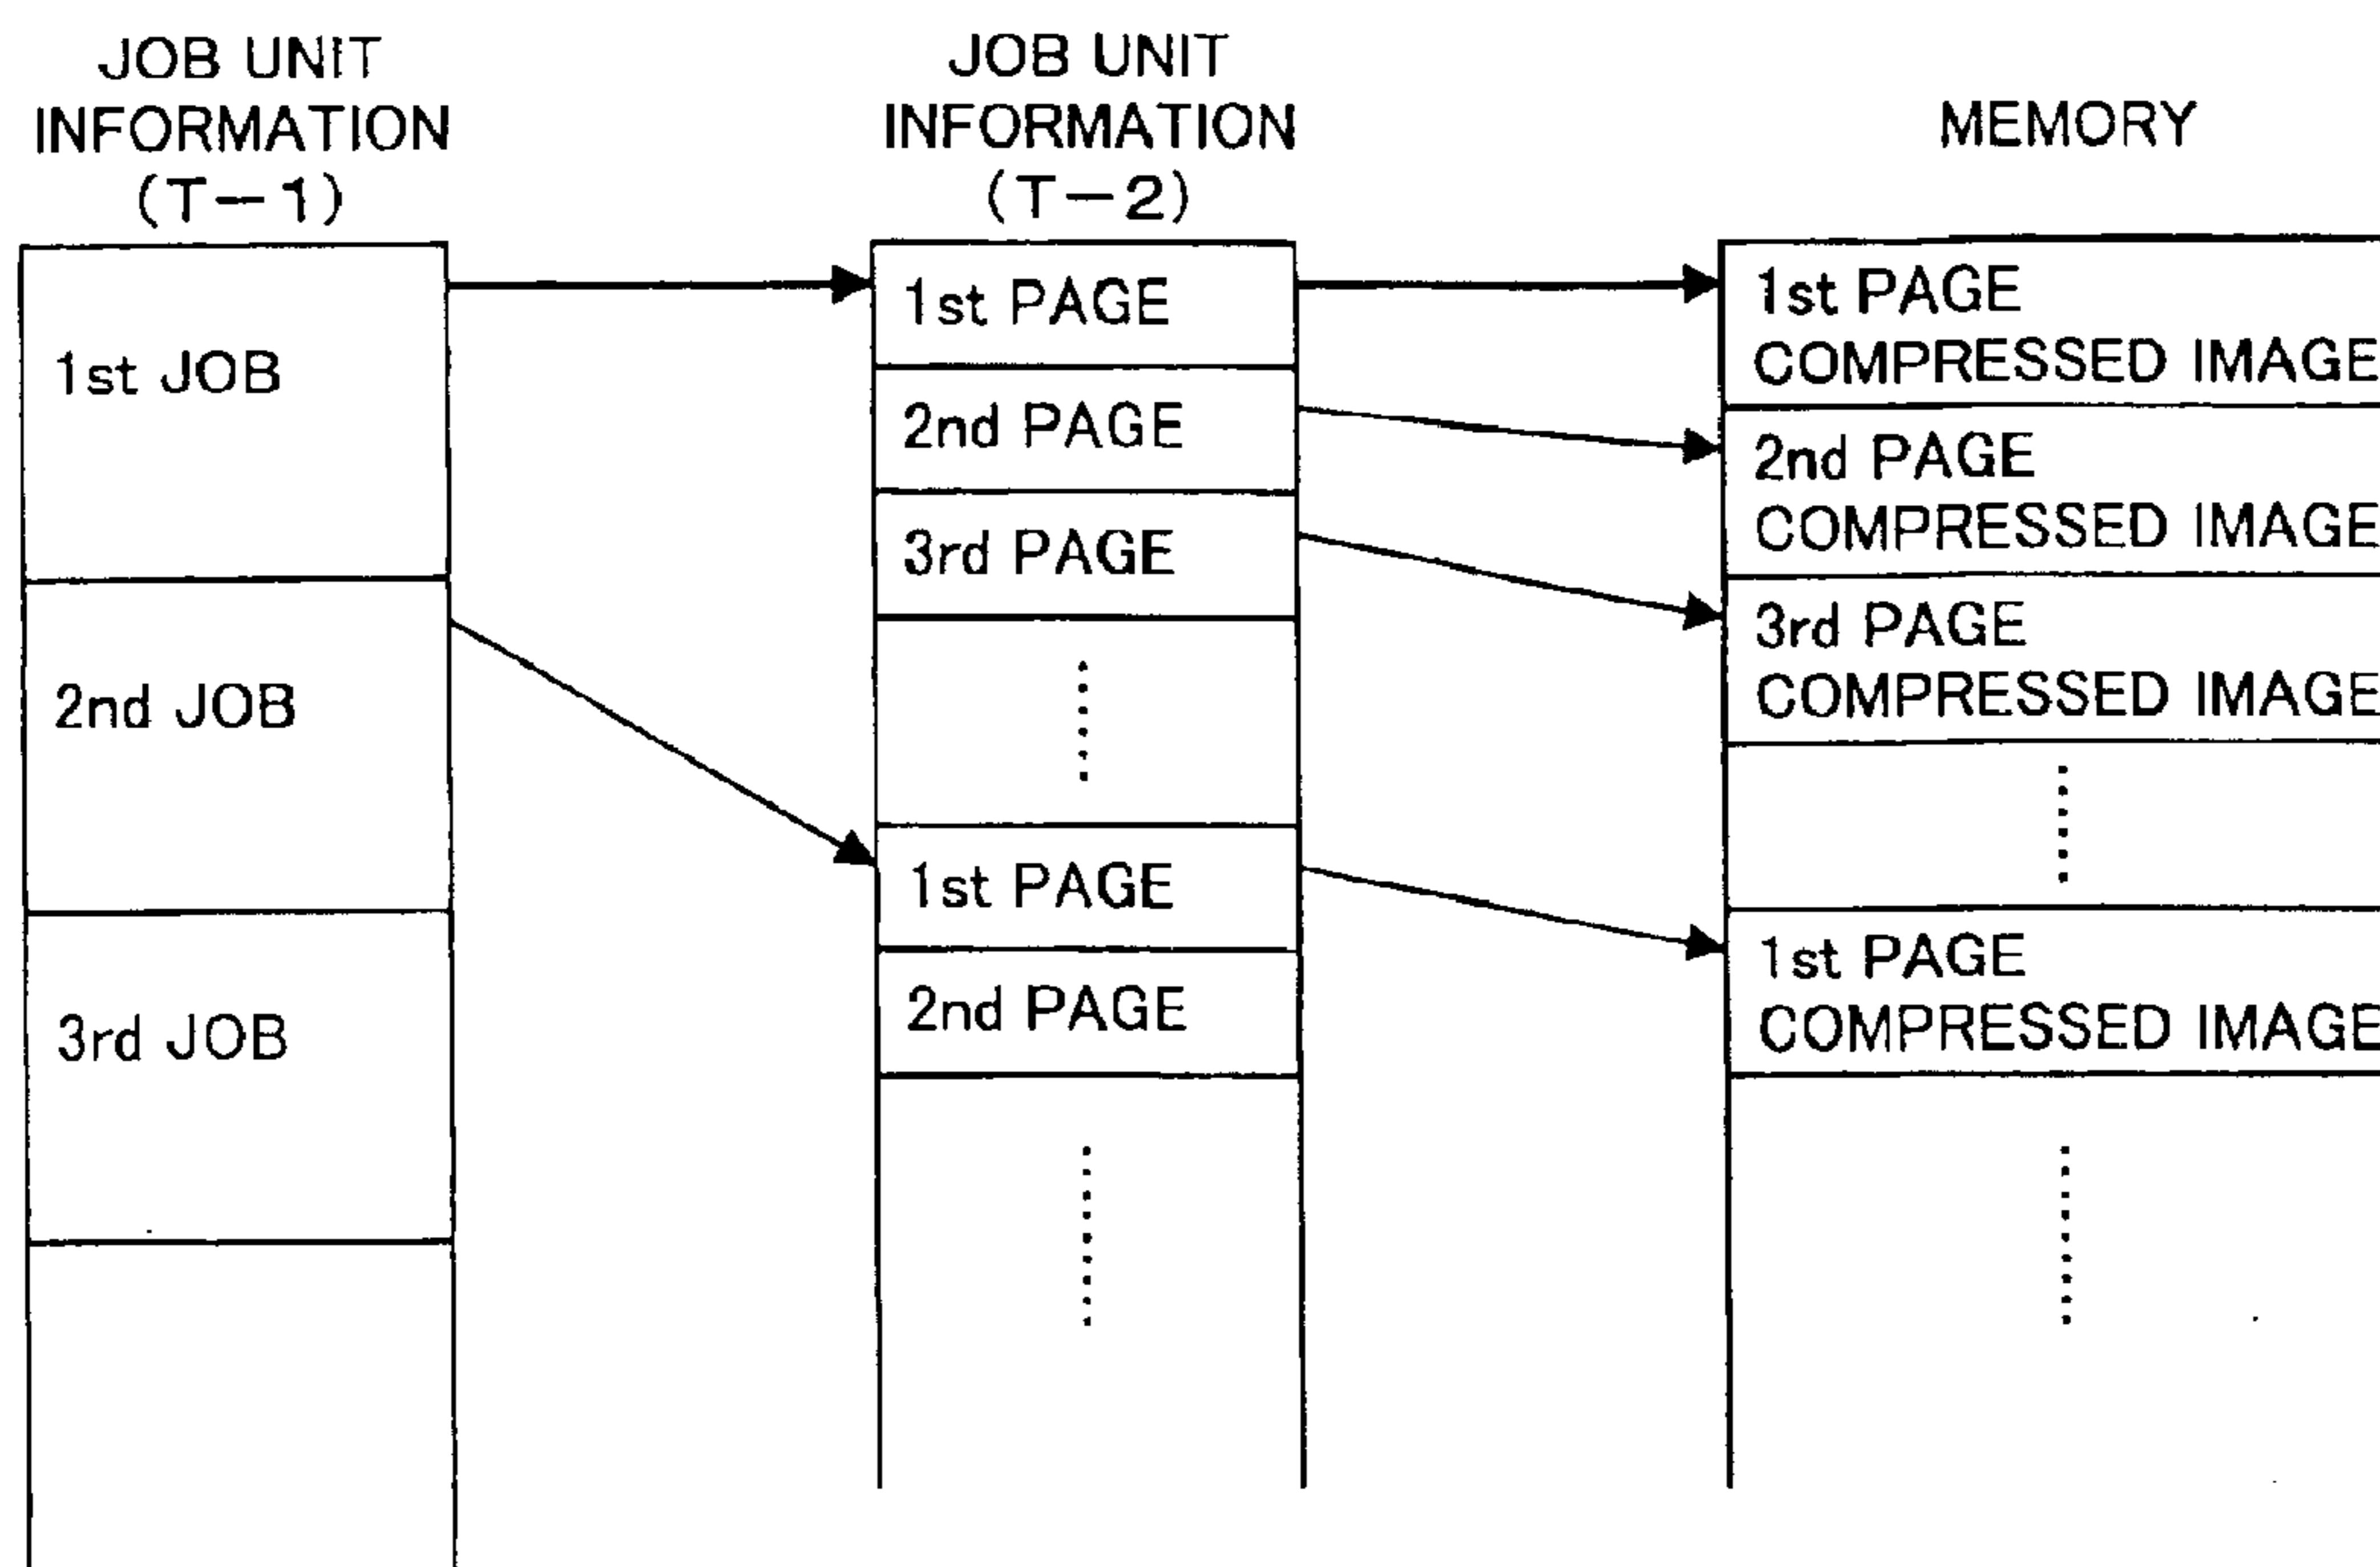 JOB UNIT
INFORMATION
(T-1)
1st JOB
2nd JOB
3rd JOB
JOB UNIT
INFORMATION
(T-2)
1st PAGE
2nd PAGE
3rd PAGE
1st PAGE
2nd PAGE
MEMORY
1st PAGE
COMPRESSED IMAGE
2nd PAGE
COMPRESSED IMAGE
3rd PAGE
COMPRESSED IMAGE
1st PAGE
COMPRESSED IMAGE